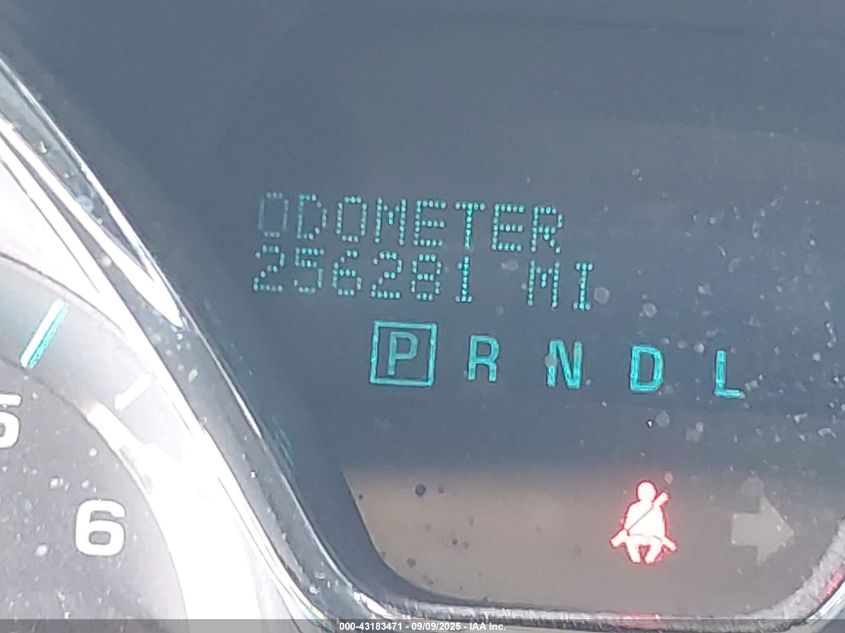 ODOMETER
256281 MI
P R N D L
5
6
000-43183471 - 09/09/2025 - IAA Inc.